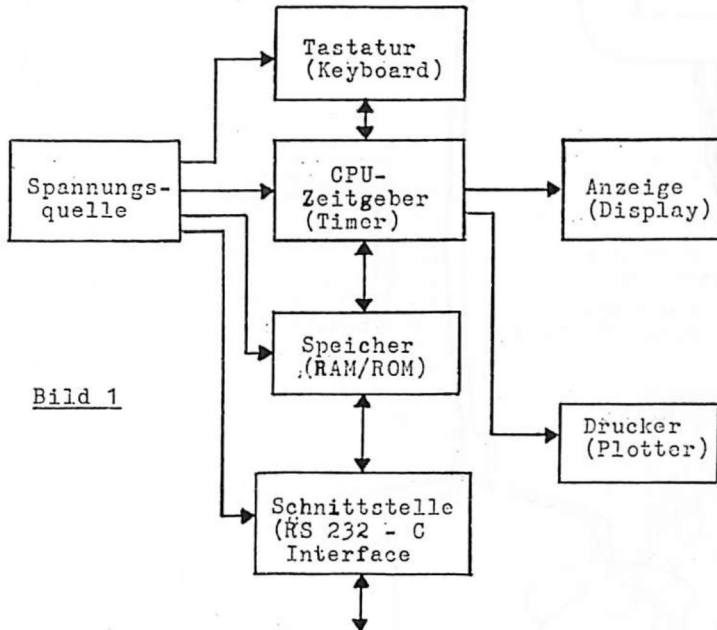 Tastatur
(Keyboard)
Spannungs-
quelle
CPU-
Zeitgeber
(Timer)
Anzeige
(Display)
Speicher
(RAM/ROM)
Bild 1
Drucker
(Plotter)
Schnittstelle
(RS 232 - C
Interface